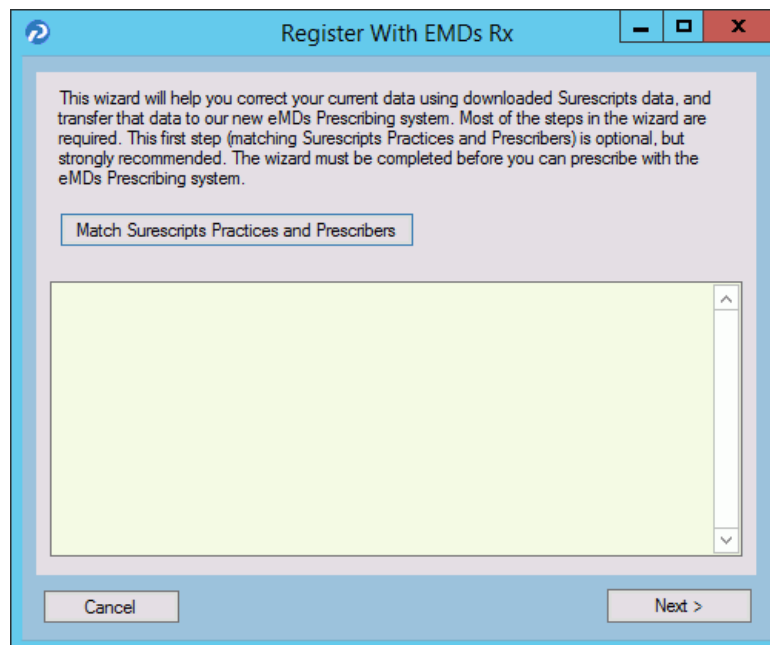 Register With EMDs Rx
This wizard will help you correct your current data using downloaded Surescripts data, and
transfer that data to our new eMDs Prescribing system. Most of the steps in the wizard are
required. This first step (matching Surescripts Practices and Prescribers) is optional, but
strongly recommended. The wizard must be completed before you can prescribe with the
eMDs Prescribing system.
Match Surescripts Practices and Prescribers
Cancel
Next >